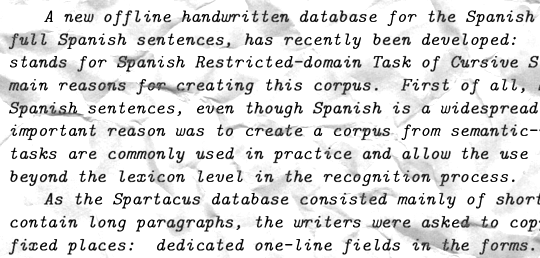 A new offline handwritten database for the Spanish
full Spanish sentences, has recently been developed:
stands for Spanish Restricted-domain Task of Cursive S
main reasons for creating this corpus. First of all,
Spanish sentences, even though Spanish is a widespread
important reason was to create a corpus from semantic-
tasks are commonly used in practice and allow the use
beyond the lexicon level in the recognition process.
As the Spartacus database consisted mainly of short
contain long paragraphs, the writers were asked to cop
fixed places: dedicated one-line fields in the forms.